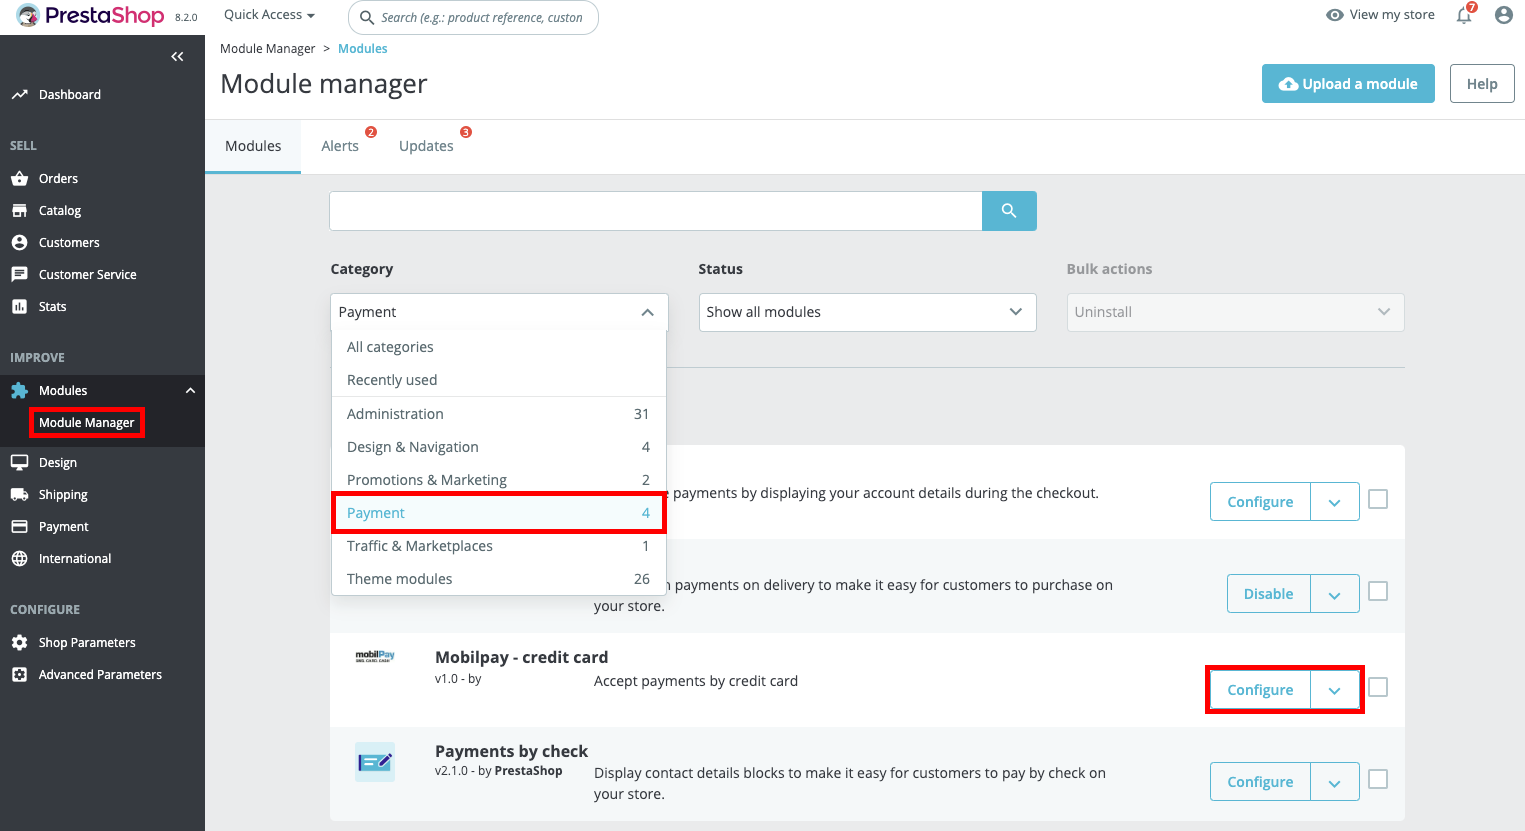 PrestaShop 8.2.0
Quick Access
Search (e.g.: product reference, custon
View my store
7
Module Manager > Modules
Module manager
Upload a module
Help
Dashboard
SELL
Orders
Catalog
Customers
Customer Service
Stats
IMPROVE
Modules
Module Manager
Design
Shipping
Payment
International
CONFIGURE
Shop Parameters
Advanced Parameters
Modules
Alerts 2
Updates 3
Category
Status
Bulk actions
Payment
Show all modules
Uninstall
All categories
Recently used
Administration 31
Design & Navigation 4
Promotions & Marketing 2
Payment 4
Traffic & Marketplaces 1
Theme modules 26
payments by displaying your account details during the checkout.
Configure
payments on delivery to make it easy for customers to purchase on
your store.
Disable
mobilPay
Mobilpay - credit card
v1.0 - by
Accept payments by credit card
Configure
Payments by check
v2.1.0 - by PrestaShop
Display contact details blocks to make it easy for customers to pay by check on
your store.
Configure